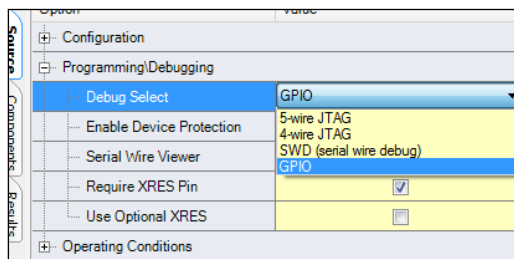 Option Value
Configuration
Programming\Debugging
Debug Select GPIO
5-wire JTAG
Enable Device Protection 4-wire JTAG
SWD (serial wire debug)
Serial Wire Viewer GPIO
Require XRES Pin
Use Optional XRES
Operating Conditions
Source
Components
Results